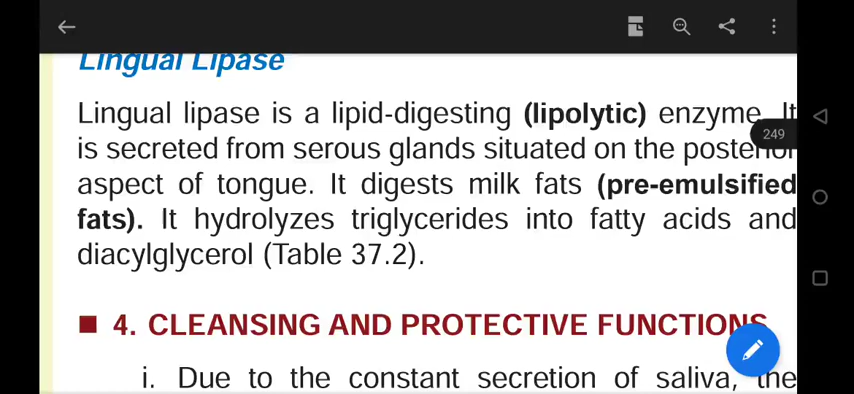 Lingual Lipase
249
Lingual lipase is a lipid-digesting (lipolytic) enzyme. It
is secreted from serous glands situated on the posterior
aspect of tongue. It digests milk fats (pre-emulsified
fats). It hydrolyzes triglycerides into fatty acids and
diacylglycerol (Table 37.2).
4. CLEANSING AND PROTECTIVE FUNCTIONS
i. Due to the constant secretion of saliva, the